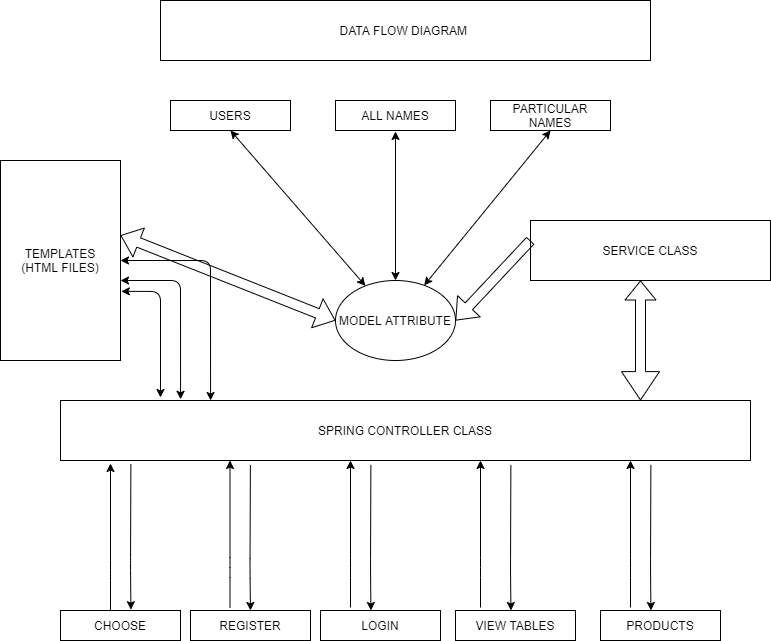 DATA FLOW DIAGRAM
USERS
ALL NAMES
PARTICULAR
NAMES
TEMPLATES
(HTML FILES)
SERVICE CLASS
MODEL ATTRIBUTE
SPRING CONTROLLER CLASS
CHOOSE
REGISTER
LOGIN
VIEW TABLES
PRODUCTS